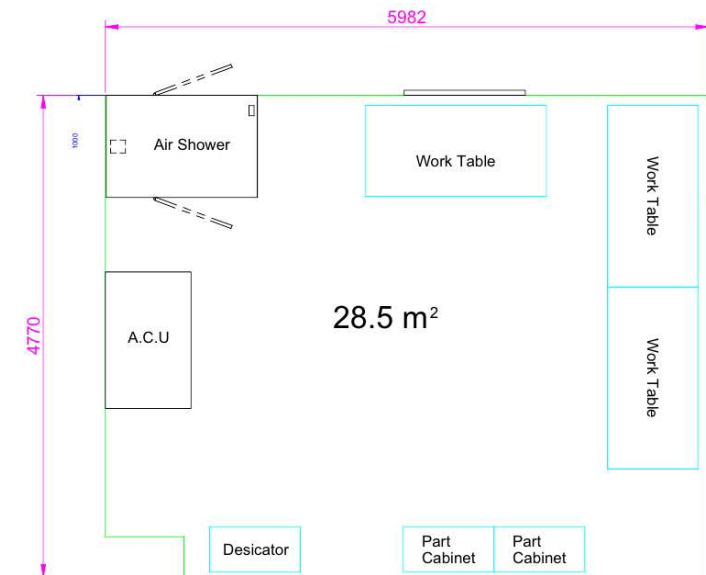 5982
Air Shower
1000
Work Table
Work Table
4770
A.C.U
28.5 m²
Work Table
Desicator
Part
Cabinet
Part
Cabinet